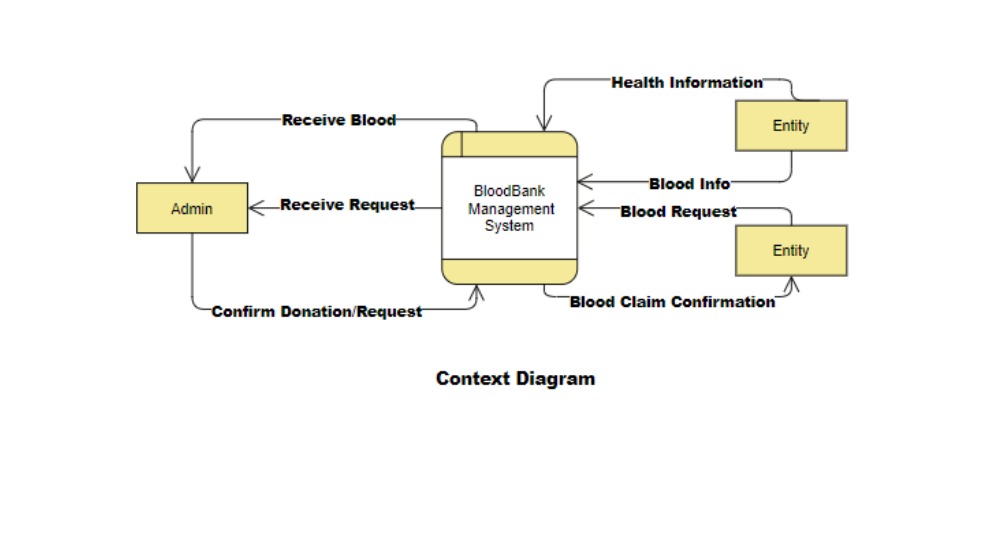 Health Information
Receive Blood
Entity
BloodBank
Management
System
Blood Info
Admin
Receive Request
Blood Request
Entity
Blood Claim Confirmation
Confirm Donation/Request
Context Diagram